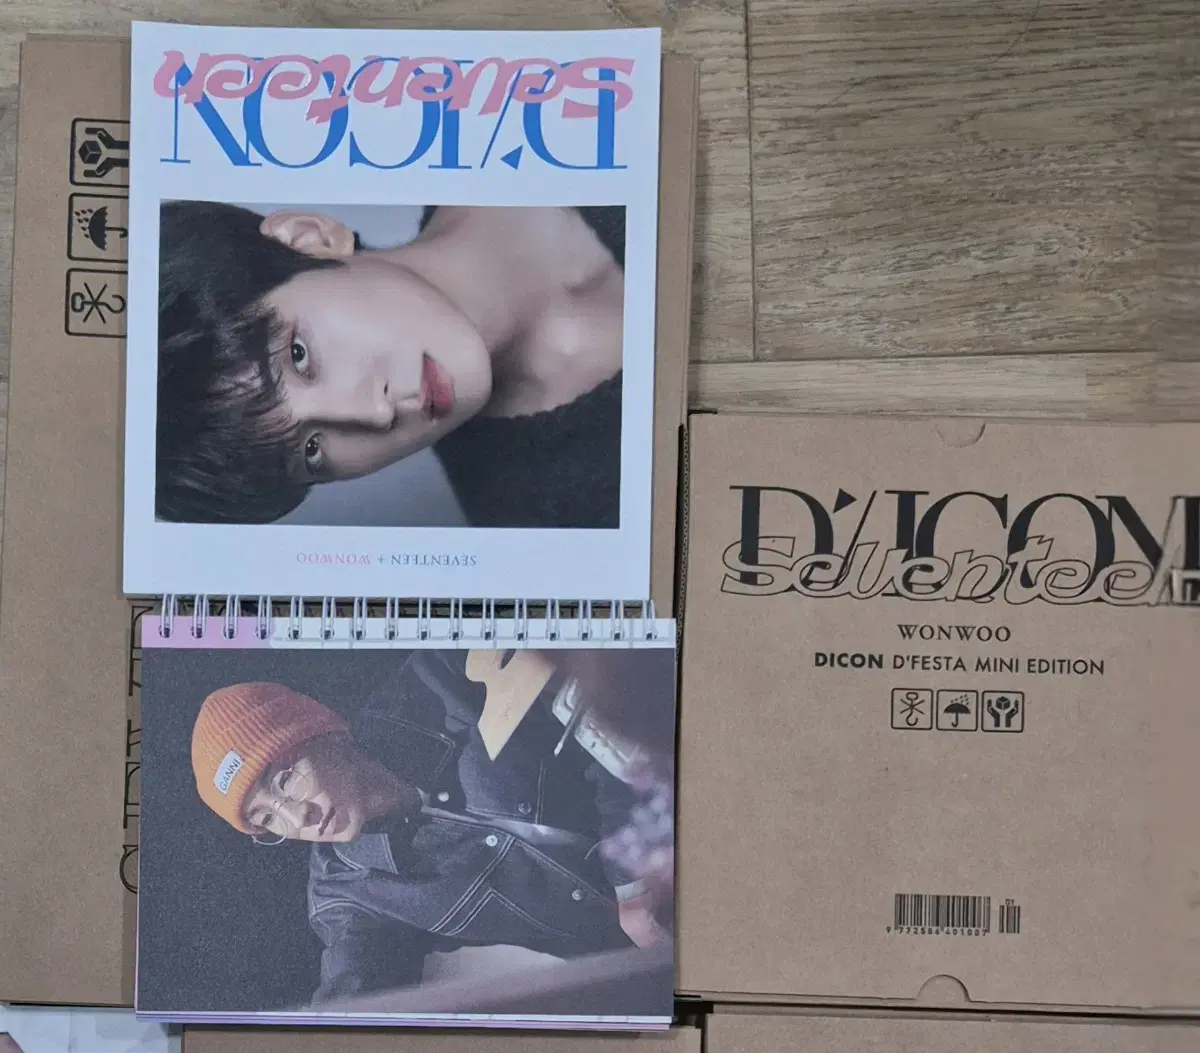 D/ICON
Seventeen
SEVENTEEN + WONWOO
GANNI
D/ICON
Seventee
WONWOO
DICON D'FESTA MINI EDITION